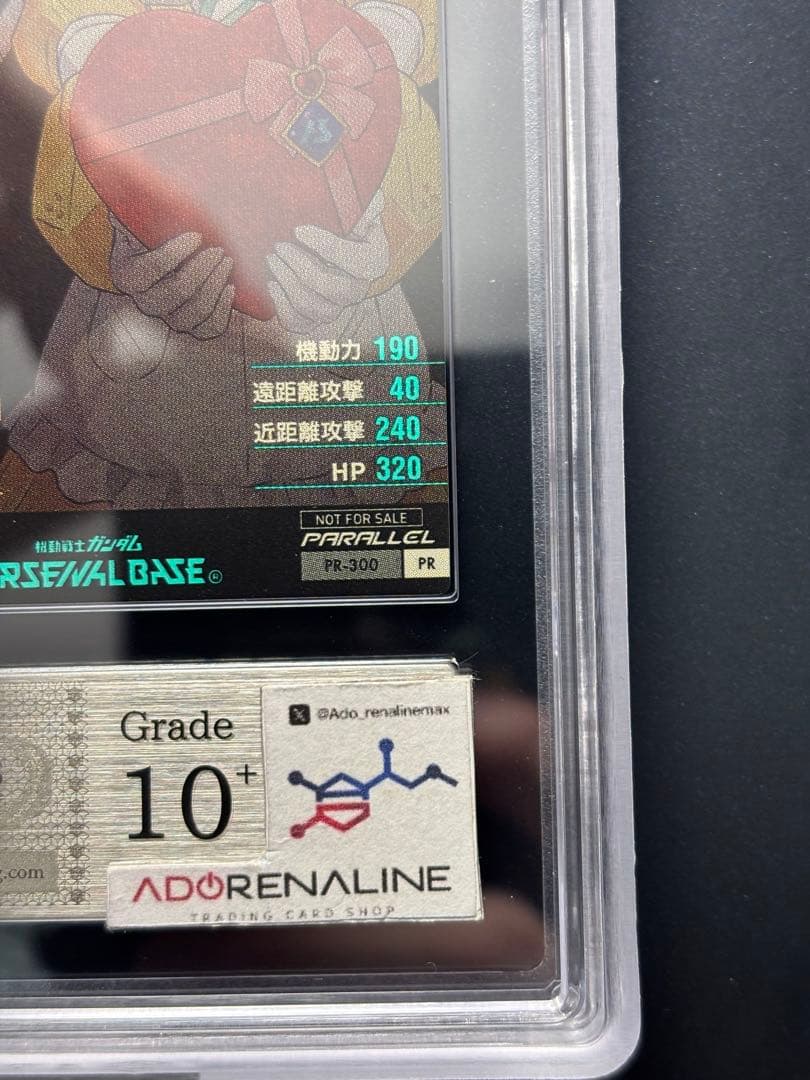 機動力 190
遠距離攻撃 40
近距離攻撃 240
HP 320
NOT FOR SALE
PARALLEL
機動戦士ガンダム
RSENAL BASE ®
PR-300 PR
Grade
10+
@Ado_renalinemax
.com
ADORENALINE
TRADING CARD SHOP